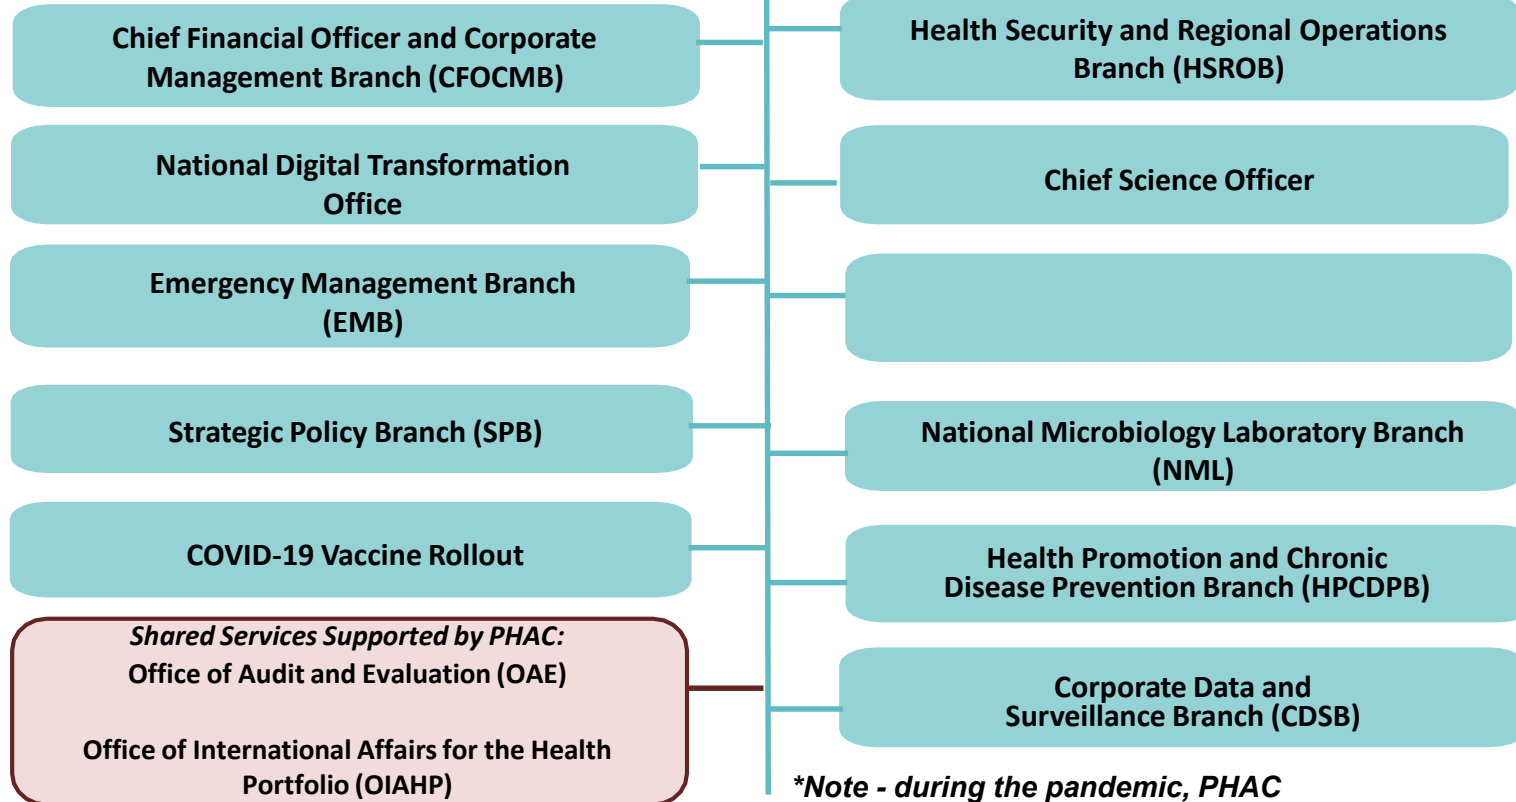 Chief Financial Officer and Corporate
Management Branch (CFOCMB)
National Digital Transformation
Office
Emergency Management Branch
(EMB)
Strategic Policy Branch (SPB)
COVID-19 Vaccine Rollout
Shared Services Supported by PHAC:
Office of Audit and Evaluation (OAE)
Office of International Affairs for the Health
Portfolio (OIAHP)
Health Security and Regional Operations
Branch (HSROB)
Chief Science Officer
National Microbiology Laboratory Branch
(NML)
Health Promotion and Chronic
Disease Prevention Branch (HPCDPB)
Corporate Data and
Surveillance Branch (CDSB)
*Note - during the pandemic, PHAC